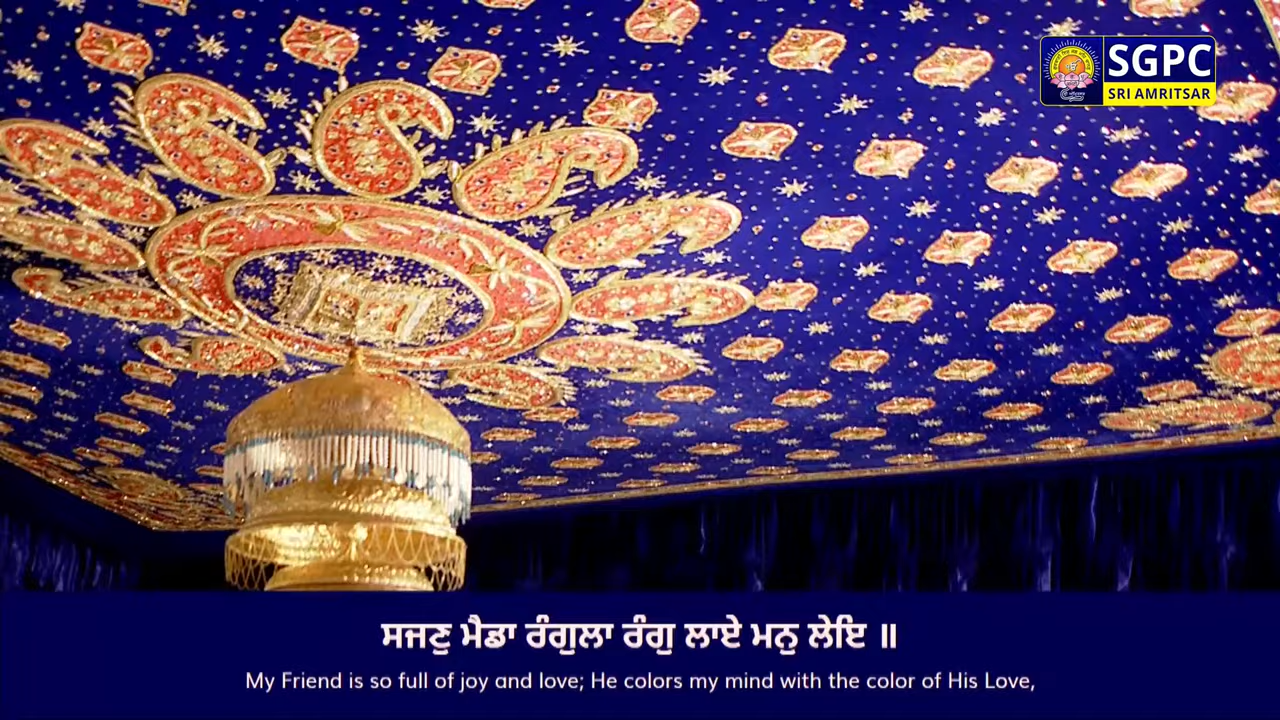 SGPC
SRI AMRITSAR
ਸਜਣੁ ਮੈਡਾ ਰੰਗੁਲਾ ਰੰਗੁ ਲਾਏ ਮਨੁ ਲੇਇ ॥
My Friend is so full of joy and love; He colors my mind with the color of His Love,